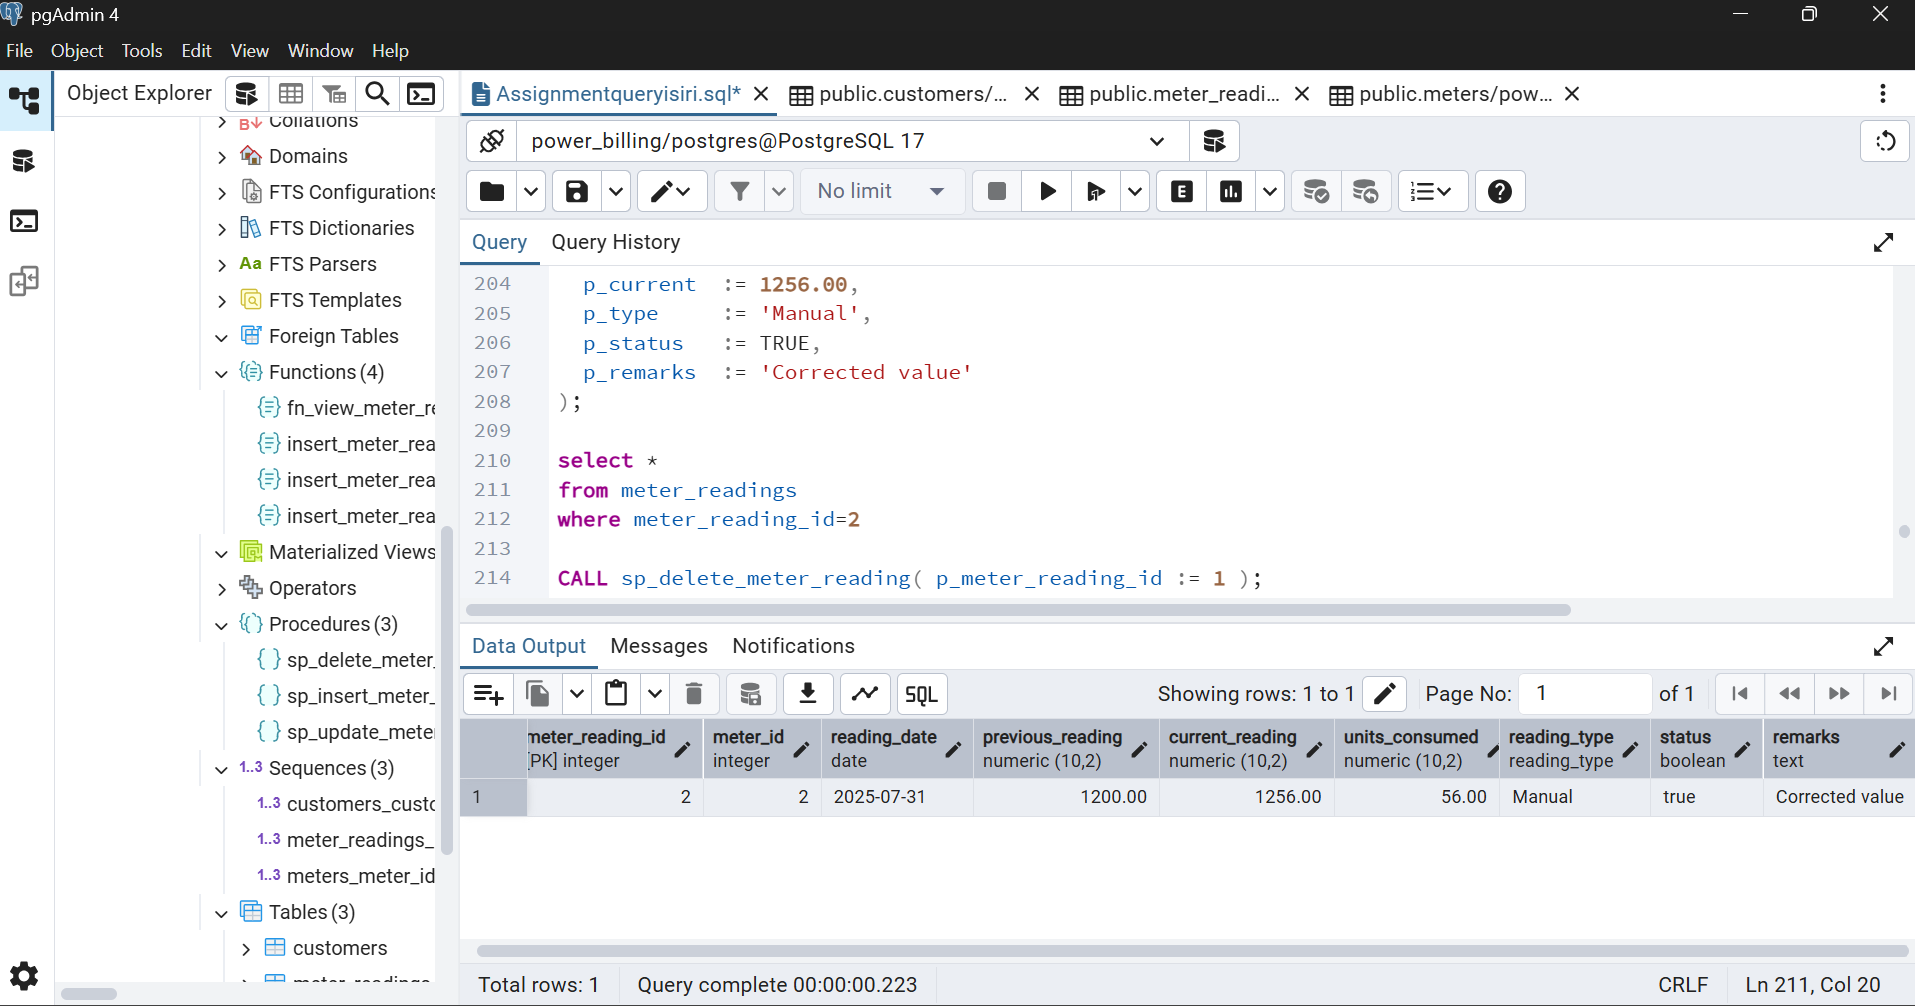 pgAdmin 4
File Object Tools Edit View Window Help
Object Explorer
Collations
Domains
FTS Configurations
FTS Dictionaries
Aa FTS Parsers
FTS Templates
Foreign Tables
Functions (4)
fn_view_meter_re
insert_meter_rea
insert_meter_rea
insert_meter_rea
Materialized Views
Operators
Procedures (3)
sp_delete_meter_
sp_insert_meter_
sp_update_mete
1..3 Sequences (3)
1..3 customers_custo
1..3 meter_readings_
1..3 meters_meter_id
Tables (3)
customers
meter_readings
Assignmentqueryisiri.sql* public.customers/... public.meter_readi... public.meters/pow...
power_billing/postgres@PostgreSQL 17
No limit
Query Query History
204 p_current := 1256.00,
205 p_type := 'Manual',
206 p_status := TRUE,
207 p_remarks := 'Corrected value'
208 );
209
210 select *
211 from meter_readings
212 where meter_reading_id=2
213
214 CALL sp_delete_meter_reading( p_meter_reading_id := 1 );
Data Output Messages Notifications
SQL Showing rows: 1 to 1 Page No: 1 of 1
meter_reading_id meter_id reading_date previous_reading current_reading units_consumed reading_type status remarks
[PK] integer integer date numeric (10,2) numeric (10,2) numeric (10,2) reading_type boolean text
1 2 2 2025-07-31 1200.00 1256.00 56.00 Manual true Corrected value
Total rows: 1 Query complete 00:00:00.223 CRLF Ln 211, Col 20